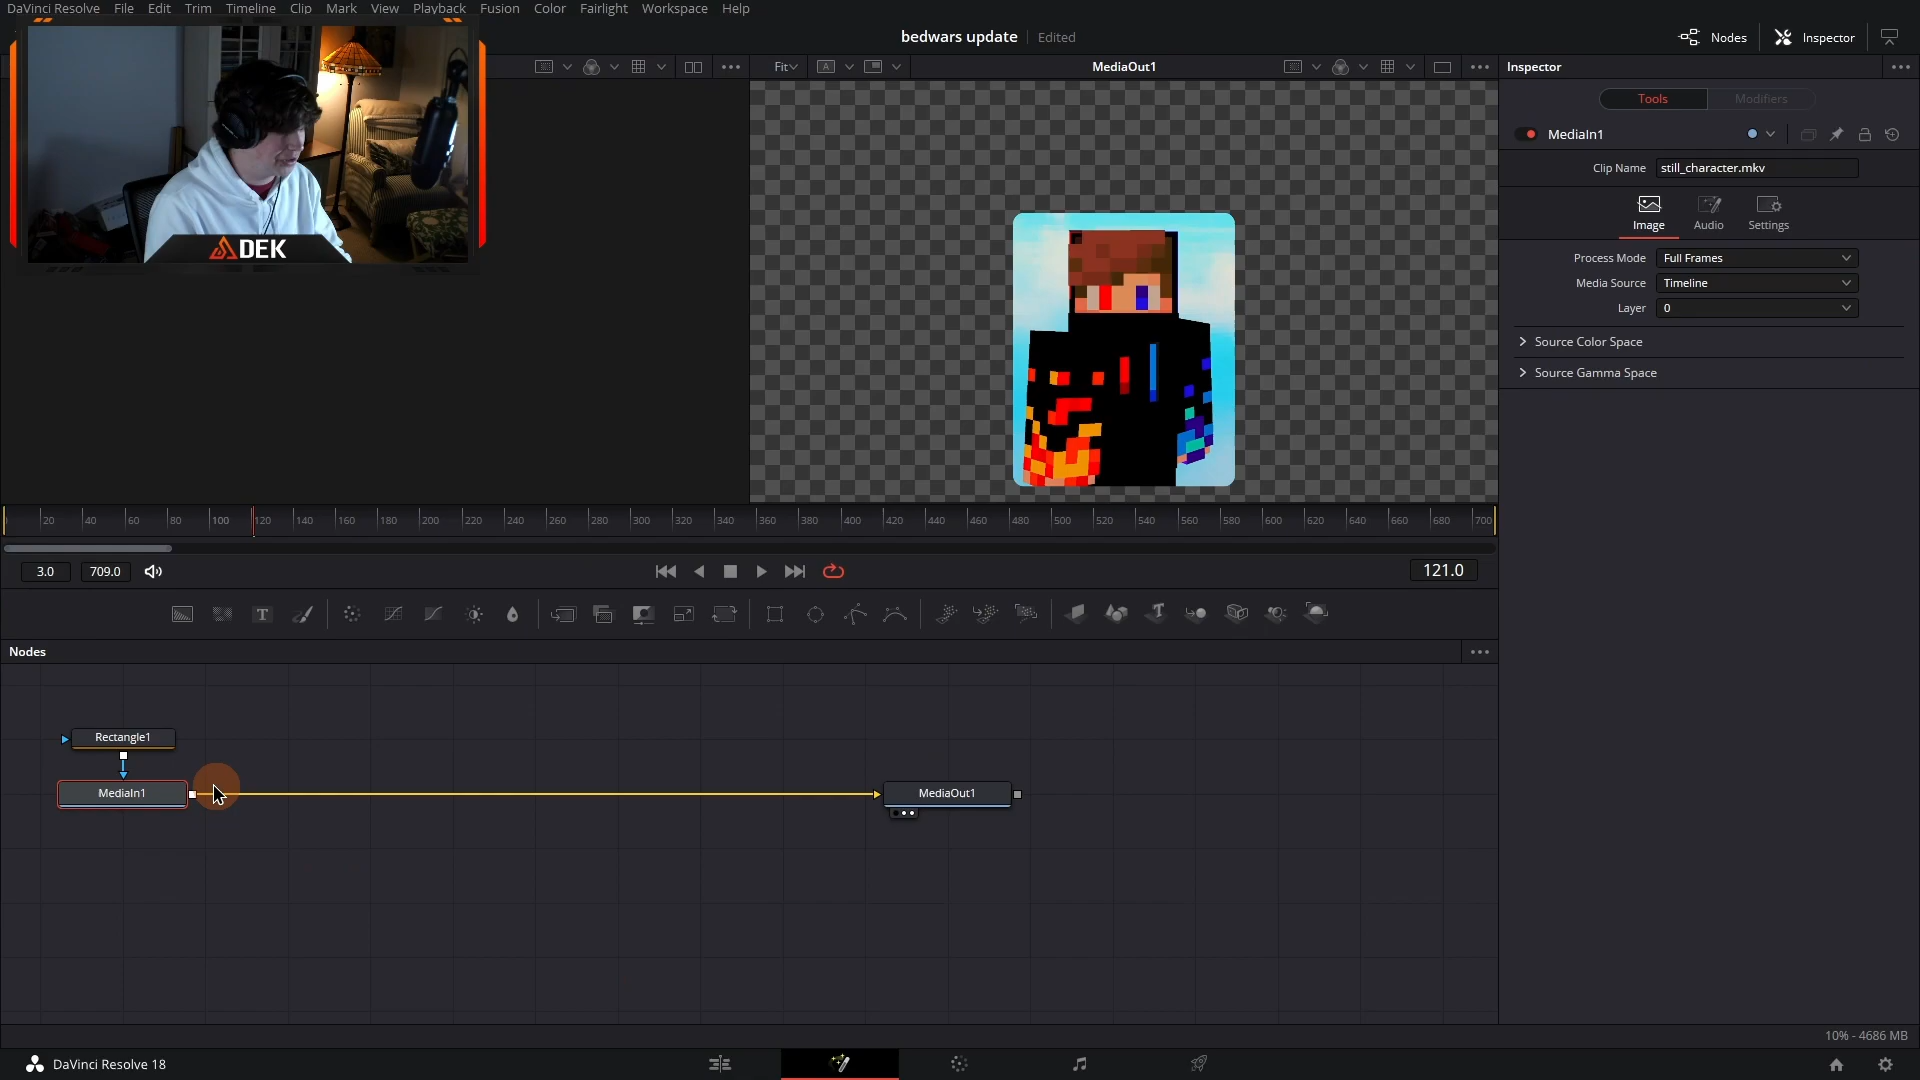 DaVinci Resolve File Edit Trim Timeline Clip Mark View Playback Fusion Color Fairlight Workspace Help
bedwars update Edited
Nodes Inspector
Fit A MediaOut1
Inspector
Tools Modifiers
MediaIn1
Clip Name still_character.mkv
Image Audio Settings
Process Mode Full Frames
Media Source Timeline
Layer 0
Source Color Space
Source Gamma Space
DEK
20 40 60 80 100 120 140 160 180 200 220 240 260 280 300 320 340 360 380 400 420 440 460 480 500 520 540 560 580 600 620 640 660 680 700
3.0 709.0 121.0
T T
Nodes
Rectangle1
MediaIn1 MediaOut1
10% - 4686 MB
DaVinci Resolve 18